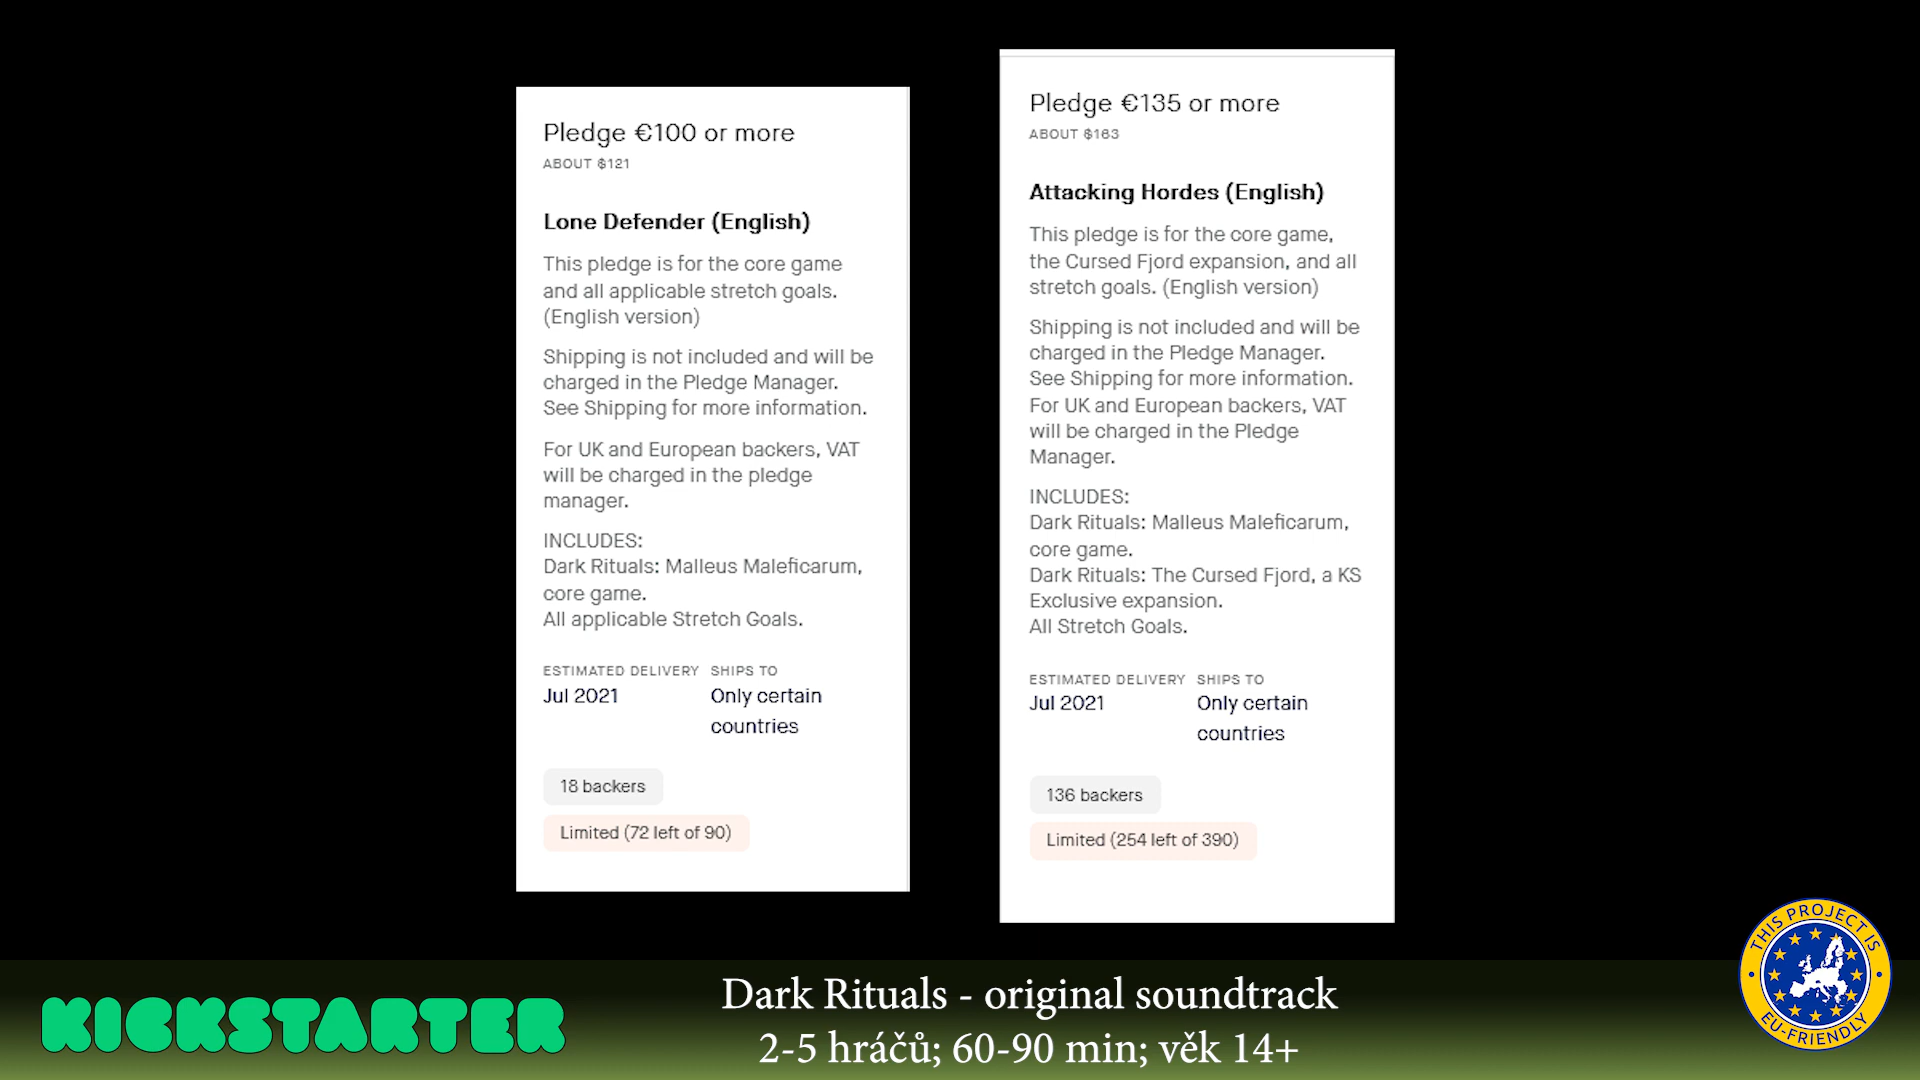 Pledge €100 or more
ABOUT $121
Lone Defender (English)
This pledge is for the core game
and all applicable stretch goals.
(English version)
Shipping is not included and will be
charged in the Pledge Manager.
See Shipping for more information.
For UK and European backers, VAT
will be charged in the pledge
manager.
INCLUDES:
Dark Rituals: Malleus Maleficarum,
core game.
All applicable Stretch Goals.
ESTIMATED DELIVERY SHIPS TO
Jul 2021 Only certain
countries
18 backers
Limited (72 left of 90)
Pledge €135 or more
ABOUT $163
Attacking Hordes (English)
This pledge is for the core game,
the Cursed Fjord expansion, and all
stretch goals. (English version)
Shipping is not included and will be
charged in the Pledge Manager.
See Shipping for more information.
For UK and European backers, VAT
will be charged in the Pledge
Manager.
INCLUDES:
Dark Rituals: Malleus Maleficarum,
core game.
Dark Rituals: The Cursed Fjord, a KS
Exclusive expansion.
All Stretch Goals.
ESTIMATED DELIVERY SHIPS TO
Jul 2021 Only certain
countries
136 backers
Limited (254 left of 390)
KICKSTARTER
Dark Rituals - original soundtrack
2-5 hráčů; 60-90 min; věk 14+
THIS PROJECT IS
EU-FRIENDLY